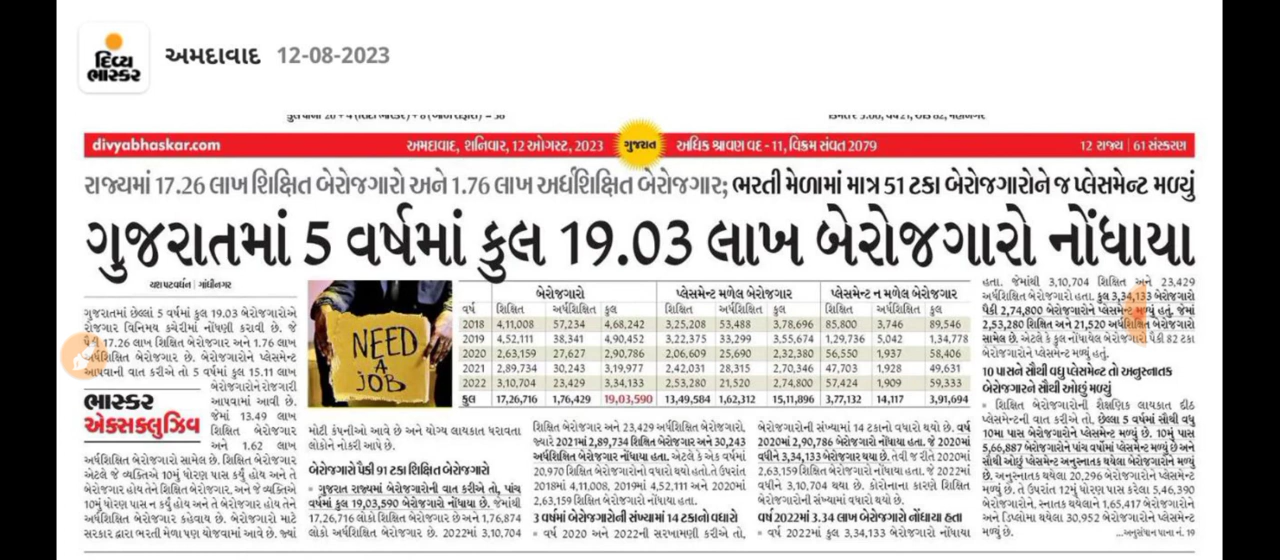 દિવ્ય
ભાસ્કર
અમદાવાદ 12-08-2023
divyabhaskar.com
અમદાવાદ, શનિવાર, 12 ઓગસ્ટ, 2023
ગુજરાત
અધિક શ્રાવણ વદ - 11, વિક્રમ સંવત 2079
12 રાજ્ય | 61 સંસ્કરણ
રાજ્યમાં 17.26 લાખ શિક્ષિત બેરોજગારો અને 1.76 લાખ અર્ધશિક્ષિત બેરોજગાર; ભરતી મેળામાં માત્ર 51 ટકા બેરોજગારોને જ પ્લેસમેન્ટ મળ્યું
ગુજરાતમાં 5 વર્ષમાં કુલ 19.03 લાખ બેરોજગારો નોંધાયા
યશ પટવર્ધન | ગાંધીનગર
ગુજરાતમાં છેલ્લાં 5 વર્ષમાં કુલ 19.03 બેરોજગારોએ
રોજગાર વિનિમય કચેરીમાં નોંધણી કરાવી છે. જે
પૈકી 17.26 લાખ શિક્ષિત બેરોજગાર અને 1.76 લાખ
અર્ધશિક્ષિત બેરોજગાર છે. બેરોજગારોને પ્લેસમેન્ટ
આપવાની વાત કરીએ તો 5 વર્ષ કુલ 15.11 લાખ
બેરોજગારોને રોજગારી
આપવામાં આવી છે.
જેમાં 13.49 લાખ
શિક્ષિત બેરોજગાર
અને 1.62 લાખ
ભાસ્કર
એક્સક્લુઝિવ
અર્ધશિક્ષિત બેરોજગારો સામેલ છે. શિક્ષિત બેરોજગાર
એટલે જે વ્યક્તિએ 10મું ધોરણ પાસ કર્યું હોય અને તે
બેરોજગાર હોય તેને શિક્ષિત બેરોજગાર. અને જે વ્યક્તિએ
10મું ધોરણ પાસ ન કર્યું હોય અને તે બેરોજગાર હોય તેને
અર્ધશિક્ષિત બેરોજગાર કહેવાય છે. બેરોજગારો માટે
સરકાર દ્વારા ભરતી મેળા પણ યોજવામાં આવે છે. જ્યાં
NEED
A
JOB
બેરોજગારો પ્લેસમેન્ટ મળેલ બેરોજગાર પ્લેસમેન્ટ ન મળેલ બેરોજગાર
વર્ષ શિક્ષિત અર્ધશિક્ષિત કુલ શિક્ષિત અર્ધશિક્ષિત કુલ શિક્ષિત અર્ધશિક્ષિત કુલ
2018 4,11,008 57,234 4,68,242 3,25,208 53,488 3,78,696 85,800 3,746 89,546
2019 4,52,111 38,341 4,90,452 3,22,375 33,299 3,55,674 1,29,736 5,042 1,34,778
2020 2,63,159 27,627 2,90,786 2,06,609 25,690 2,32,380 56,550 1,937 58,406
2021 2,89,734 30,243 3,19,977 2,42,031 28,315 2,70,346 47,703 1,928 49,631
2022 3,10,704 23,429 3,34,133 2,53,280 21,520 2,74,800 57,424 1,909 59,333
કુલ 17,26,716 1,76,429 19,03,590 13,49,584 1,62,312 15,11,896 3,77,132 14,117 3,91,694
મોટી કંપનીઓ આવે છે અને યોગ્ય લાયકાત ધરાવતા
લોકોને નોકરી આપે છે.
બેરોજગારો પૈકી 91 ટકા શિક્ષિત બેરોજગારો
▪ ગુજરાત રાજ્યમાં બેરોજગારોની વાત કરીએ તો, પાંચ
વર્ષમાં કુલ 19,03,590 બેરોજગારો નોંધાયા છે. જેમાંથી
17,26,716 લોકો શિક્ષિત બેરોજગાર છે અને 1,76,874
લોકો અર્ધશિક્ષિત બેરોજગાર છે. 2022માં 3,10,704
શિક્ષિત અને 23,429 અર્ધશિક્ષિત બેરોજગારો હતા.
જ્યારે 2021માં 2,89,734 શિક્ષિત બેરોજગાર અને 30,243
અર્ધશિક્ષિત બેરોજગારો હતા. એટલે કે એક વર્ષમાં
20,970 શિક્ષિત બેરોજગારોનો વધારો થયો હતો. તે ઉપરાંત
2018માં 4,11,008, 2019માં 4,52,111 અને 2020માં
2,63,159 શિક્ષિત બેરોજગારો નોંધાયા હતા.
3 વર્ષમાં બેરોજગારોની સંખ્યામાં 14 ટકાનો વધારો
▪ વર્ષ 2020 અને 2022ની સરખામણી કરીએ તો,
બેરોજગારીની સંખ્યામાં 14 ટકાનો વધારો થયો છે. વર્ષ
2020માં 2,90,786 બેરોજગારો નોંધાયા હતા. જે 2020માં
વધીને 3,34,133 બેરોજગાર થયા છે. તેવી જ રીતે 2020માં
2,63,159 શિક્ષિત બેરોજગારો નોંધાયા હતા. જે 2022માં
વધીને 3,10,704 થયા છે. કોરોનાના કારણે શિક્ષિત
બેરોજગારોની સંખ્યામાં વધારો થયો છે.
વર્ષ 2022માં 3.34 લાખ બેરોજગારો નોંધાયા હતા
▪ વર્ષ 2022માં કુલ 3,34,133 બેરોજગારો નોંધાયા
હતા. જેમાંથી 3,10,704 શિક્ષિત અને 23,429
અર્ધશિક્ષિત બેરોજગારો હતા. કુલ 3,34,133 બેરોજગારો
પૈકી 2,74,800 બેરોજગારોને પ્લેસમેન્ટ મળ્યું હતું. જેમાં
2,53,280 શિક્ષિત અને 21,520 અર્ધશિક્ષિત બેરોજગારો
સામેલ છે. એટલે કે કુલ નોંધાયેલ બેરોજગારો પૈકી 82 ટકા
બેરોજગારોને પ્લેસમેન્ટ મળ્યું હતું.
10 પાસને સૌથી વધુ પ્લેસમેન્ટ તો અનુસ્નાતક
બેરોજગારને સૌથી ઓછું મળ્યું
▪ શિક્ષિત બેરોજગારોની શૈક્ષણિક લાયકાત દીઠ
પ્લેસમેન્ટની વાત કરીએ તો, છેલ્લા 5 વર્ષમાં સૌથી વધુ
10મા પાસ બેરોજગારોને પ્લેસમેન્ટ મળ્યું છે. 10મું પાસ
5,66,887 બેરોજગારોને પાંચ વર્ષમાં પ્લેસમેન્ટ મળ્યું છે અને
સૌથી ઓછું પ્લેસમેન્ટ અનુસ્નાતક થયેલા બેરોજગારોને મળ્યું
છે. અનુસ્નાતક થયેલા 20,296 બેરોજગારોને પ્લેસમેન્ટ
મળ્યું છે. તે ઉપરાંત 12મું ધોરણ પાસ કરેલા 5,46,390
બેરોજગારોને, સ્નાતક થયેલાને 1,65,417 બેરોજગારોને
અને ડિપ્લોમા થયેલા 30,952 બેરોજગારોને પ્લેસમેન્ટ
મળ્યું છે.
...અનુસંધાન પાના નં. 19